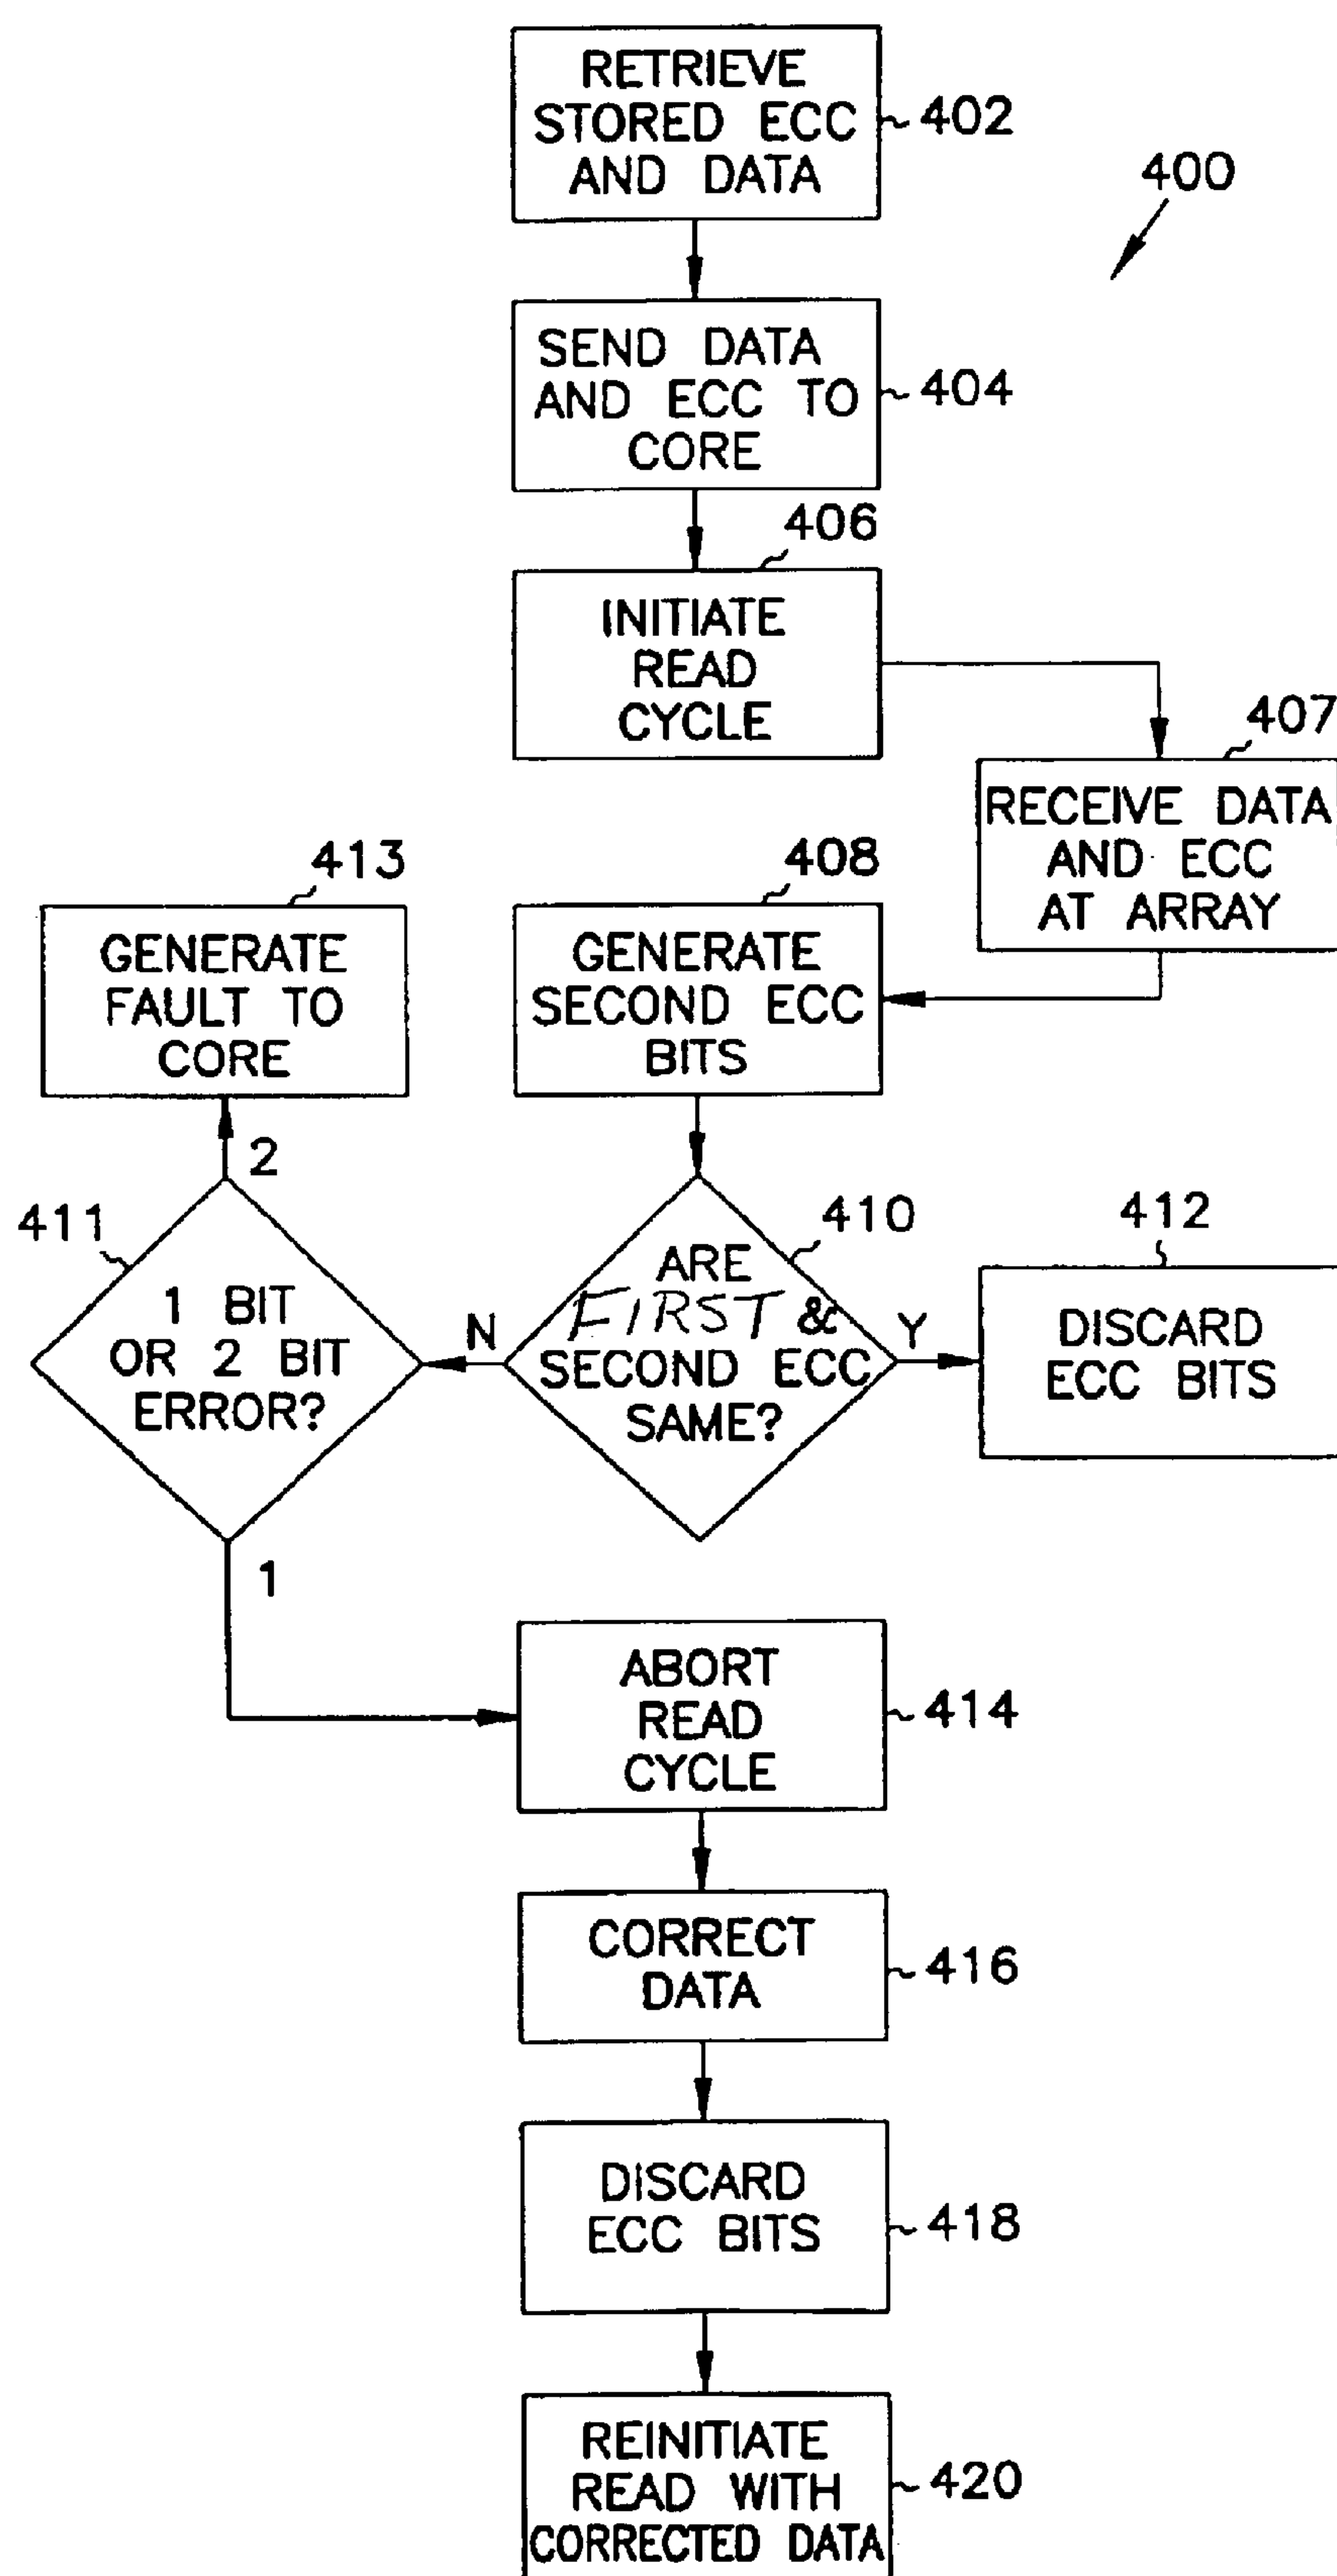 RETRIEVE
STORED ECC
AND DATA
402
400
SEND DATA
AND ECC TO
CORE
404
406
INITIATE
READ
CYCLE
407
RECEIVE DATA
AND ECC
AT ARRAY
413
GENERATE
FAULT TO
CORE
408
GENERATE
SECOND ECC
BITS
2
411
1 BIT
OR 2 BIT
ERROR?
N
410
ARE
FIRST &
SECOND ECC
SAME?
Y
412
DISCARD
ECC BITS
1
ABORT
READ
CYCLE
414
CORRECT
DATA
416
DISCARD
ECC BITS
418
REINITIATE
READ WITH
CORRECTED DATA
420